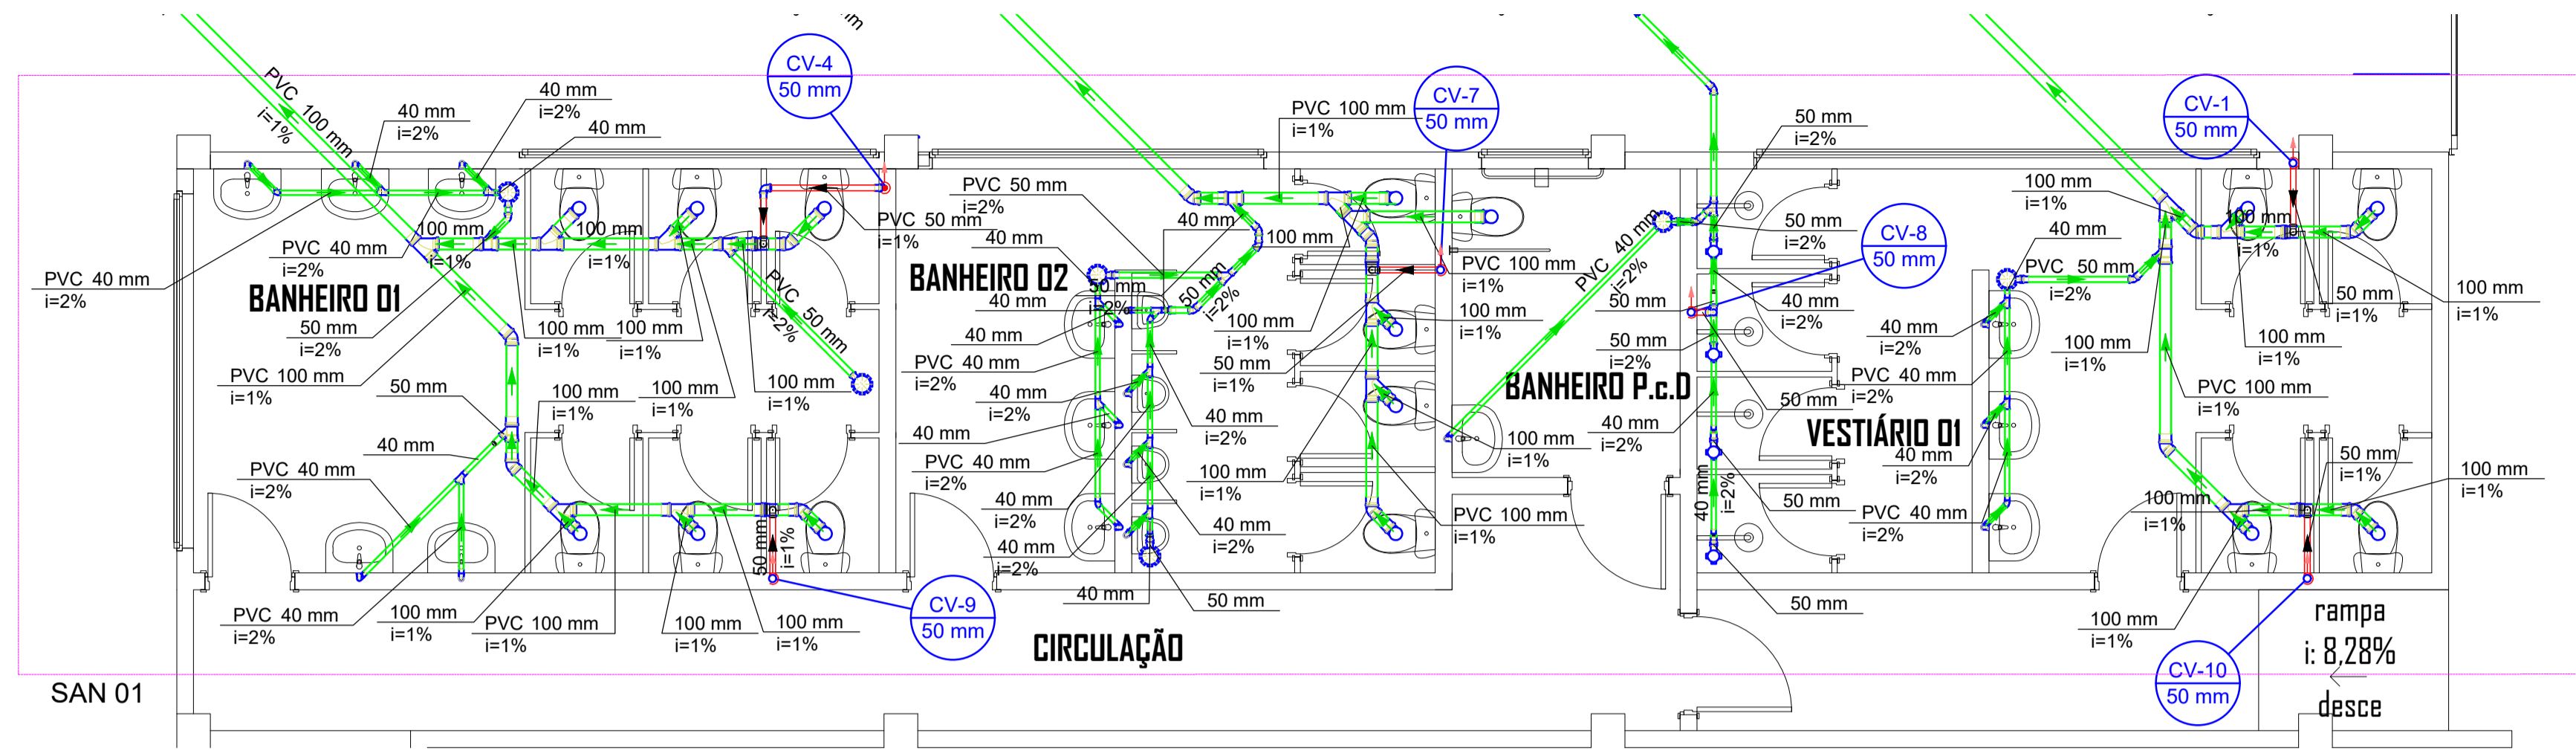 CV-4
50 mm
CV-7
50 mm
CV-1
50 mm
CV-8
50 mm
CV-9
50 mm
CV-10
50 mm
PVC 100 mm
i=1%
40 mm
i=2%
40 mm
i=2%
40 mm
PVC 40 mm
i=2%
PVC 40 mm
i=2%
BANHEIRO 01
100 mm
i=1%
100 mm
i=1%
PVC 50 mm
i=1%
50 mm
i=2%
100 mm
i=1%
100 mm
i=1%
PVC 50 mm
i=2%
PVC 100 mm
i=1%
50 mm
100 mm
i=1%
100 mm
i=1%
100 mm
i=1%
40 mm
PVC 40 mm
i=2%
50 mm
i=1%
PVC 40 mm
i=2%
100 mm
i=1%
PVC 100 mm
i=1%
100 mm
i=1%
100 mm
i=1%
PVC 100 mm
i=1%
PVC 50 mm
i=2%
40 mm
40 mm
100 mm
BANHEIRO 02
50 mm
i=2%
50 mm
i=2%
40 mm
40 mm
PVC 40 mm
i=2%
40 mm
i=2%
40 mm
PVC 40 mm
i=2%
40 mm
i=2%
40 mm
i=2%
40 mm
50 mm
40 mm
i=2%
40 mm
i=2%
100 mm
i=1%
50 mm
i=1%
100 mm
i=1%
PVC 100 mm
i=1%
100 mm
i=1%
100 mm
i=1%
PVC 100 mm
i=1%
PVC 40 mm
i=2%
BANHEIRO P.c.D
50 mm
i=2%
50 mm
i=2%
50 mm
50 mm
i=2%
40 mm
i=2%
50 mm
40 mm
i=2%
40 mm
i=2%
50 mm
50 mm
VESTIÁRIO 01
100 mm
i=1%
40 mm
PVC 50 mm
i=2%
40 mm
i=2%
PVC 40 mm
i=2%
40 mm
i=2%
PVC 40 mm
i=2%
100 mm
i=1%
100 mm
i=1%
50 mm
i=1%
100 mm
i=1%
100 mm
i=1%
PVC 100 mm
i=1%
50 mm
i=1%
100 mm
i=1%
100 mm
i=1%
100 mm
i=1%
CIRCULAÇÃO
rampa
i: 8,28%
desce
SAN 01